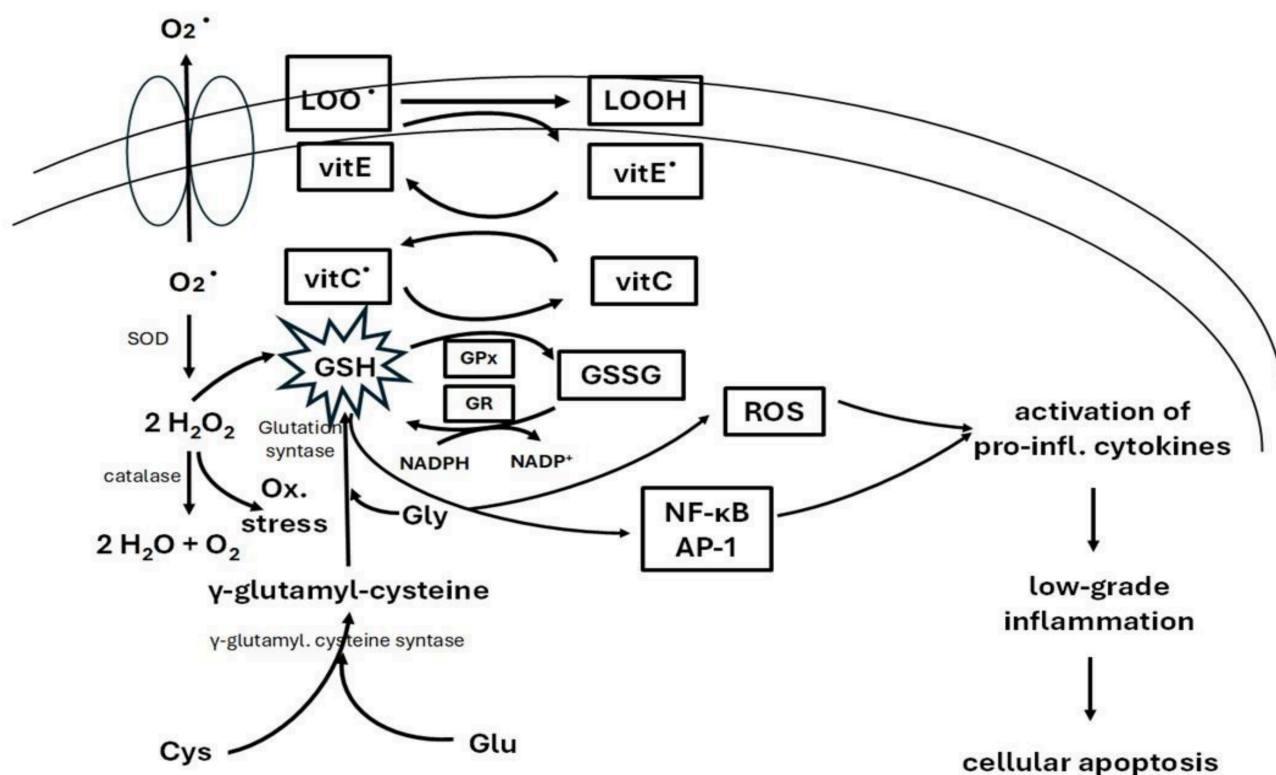 O2•
LOO•
LOOH
vitE
vitE•
O2•
vitC•
vitC
SOD
GSH
GPx
GSSG
GR
ROS
2 H₂O₂
Glutation
syntase
NADPH
NADP⁺
activation of
pro-infl. cytokines
catalase
Ox.
stress
Gly
NF-κB
AP-1
2 H₂O + O₂
γ-glutamyl-cysteine
low-grade
inflammation
γ-glutamyl. cysteine syntase
Cys
Glu
cellular apoptosis